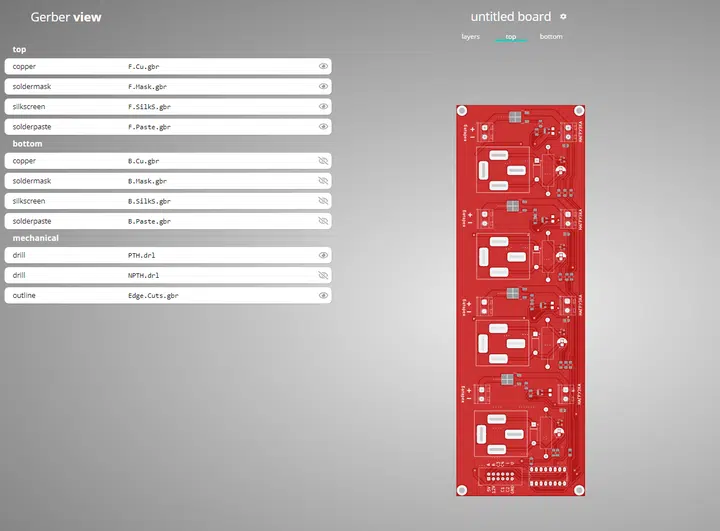 Gerber view
top
copper F.Cu.gbr
soldermask F.Mask.gbr
silkscreen F.SilkS.gbr
solderpaste F.Paste.gbr
bottom
copper B.Cu.gbr
soldermask B.Mask.gbr
silkscreen B.SilkS.gbr
solderpaste B.Paste.gbr
mechanical
drill PTH.drl
drill NPTH.drl
outline Edge.Cuts.gbr
untitled board
layers top bottom